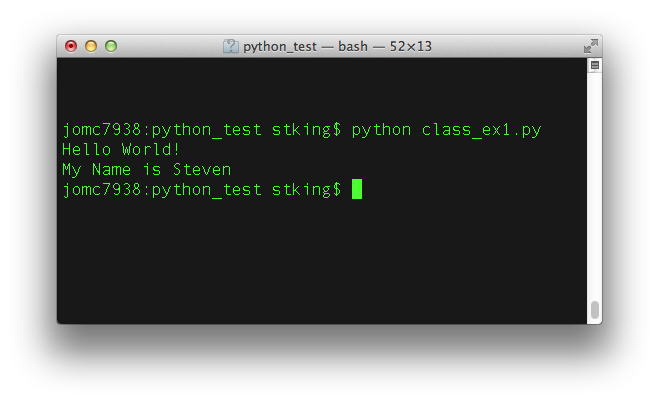 python_test — bash — 52×13
jomc7938:python_test stking$ python class_ex1.py
Hello World!
My Name is Steven
jomc7938:python_test stking$